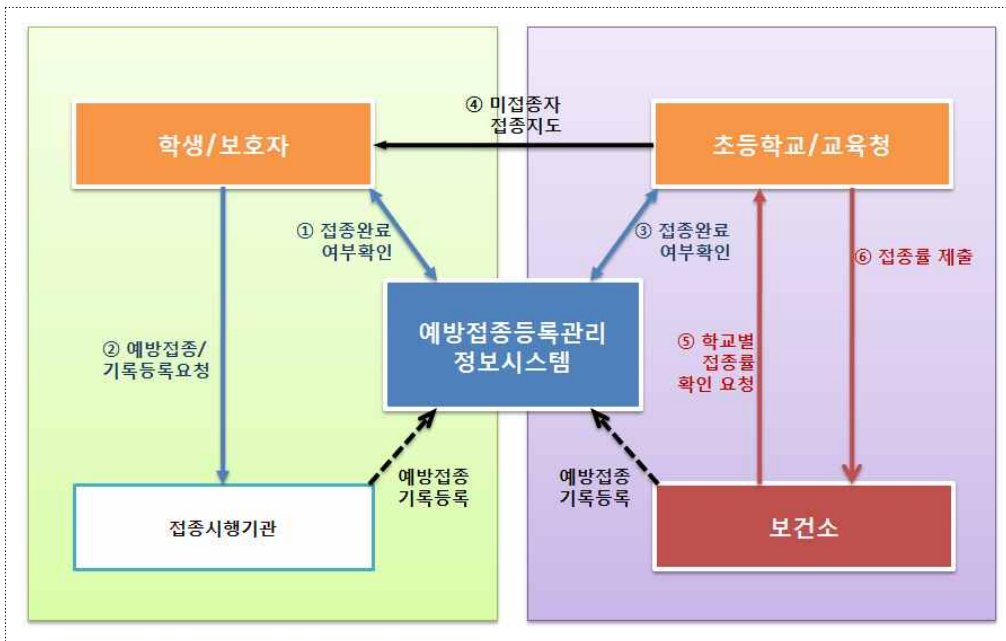 ④ 미접종자
접종지도
학생/보호자
초등학교/교육청
① 접종완료
여부확인
③ 접종완료
여부확인
⑥ 접종률 제출
예방접종등록관리
정보시스템
② 예방접종/
기록등록요청
⑤ 학교별
접종률
확인 요청
예방접종
기록등록
예방접종
기록등록
접종시행기관
보건소